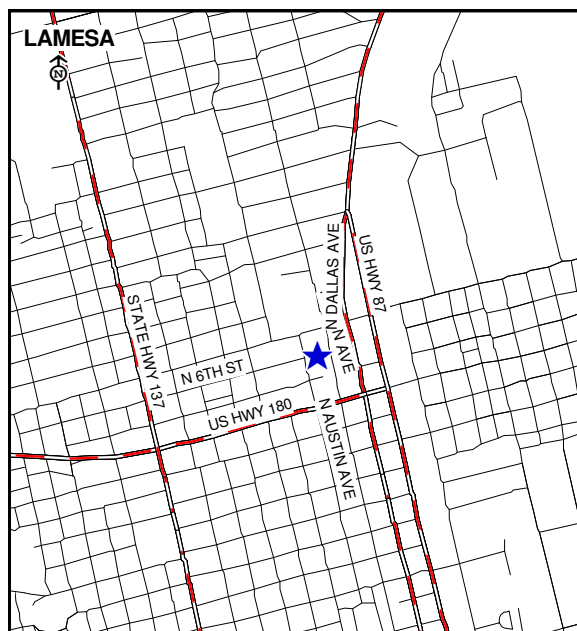 LAMESA
N
N DALLAS AVE
US HWY 87
STATE HWY 137
N AVE
N 6TH ST
US HWY 180
N AUSTIN AVE